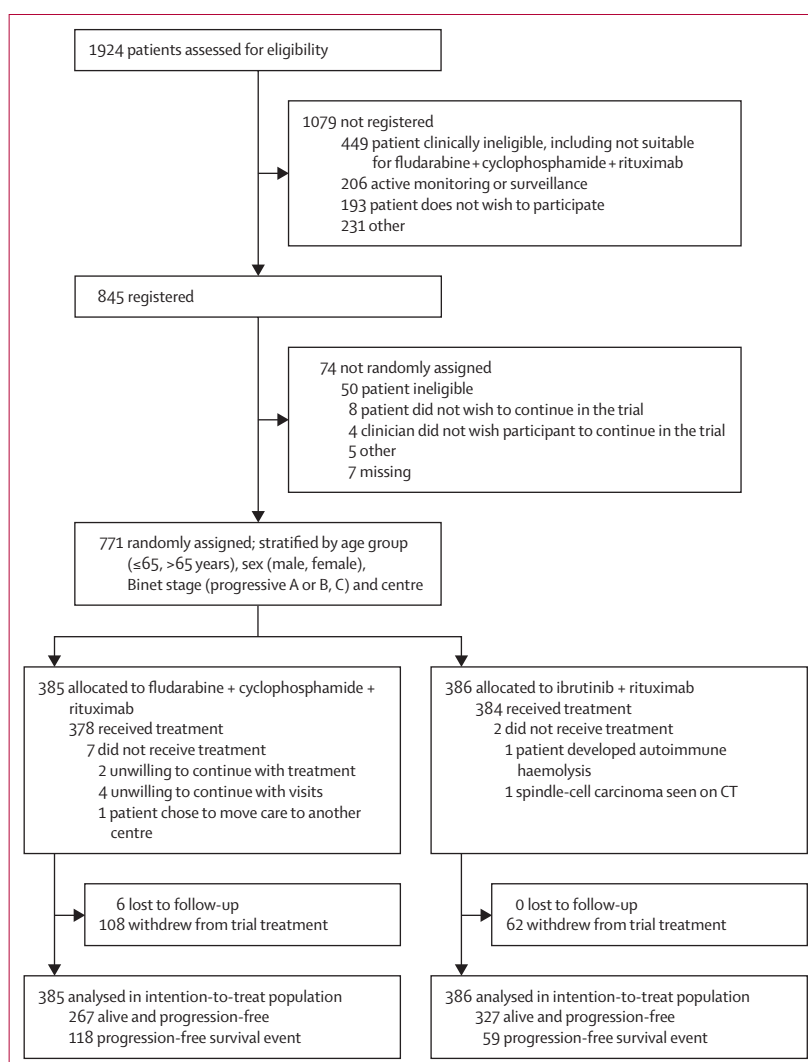 1924 patients assessed for eligibility
1079 not registered
449 patient clinically ineligible, including not suitable
for fludarabine + cyclophosphamide + rituximab
206 active monitoring or surveillance
193 patient does not wish to participate
231 other
845 registered
74 not randomly assigned
50 patient ineligible
8 patient did not wish to continue in the trial
4 clinician did not wish participant to continue in the trial
5 other
7 missing
771 randomly assigned; stratified by age group
(≤65, >65 years), sex (male, female),
Binet stage (progressive A or B, C) and centre
385 allocated to fludarabine + cyclophosphamide +
rituximab
378 received treatment
7 did not receive treatment
2 unwilling to continue with treatment
4 unwilling to continue with visits
1 patient chose to move care to another
centre
386 allocated to ibrutinib + rituximab
384 received treatment
2 did not receive treatment
1 patient developed autoimmune
haemolysis
1 spindle-cell carcinoma seen on CT
6 lost to follow-up
108 withdrew from trial treatment
0 lost to follow-up
62 withdrew from trial treatment
385 analysed in intention-to-treat population
267 alive and progression-free
118 progression-free survival event
386 analysed in intention-to-treat population
327 alive and progression-free
59 progression-free survival event